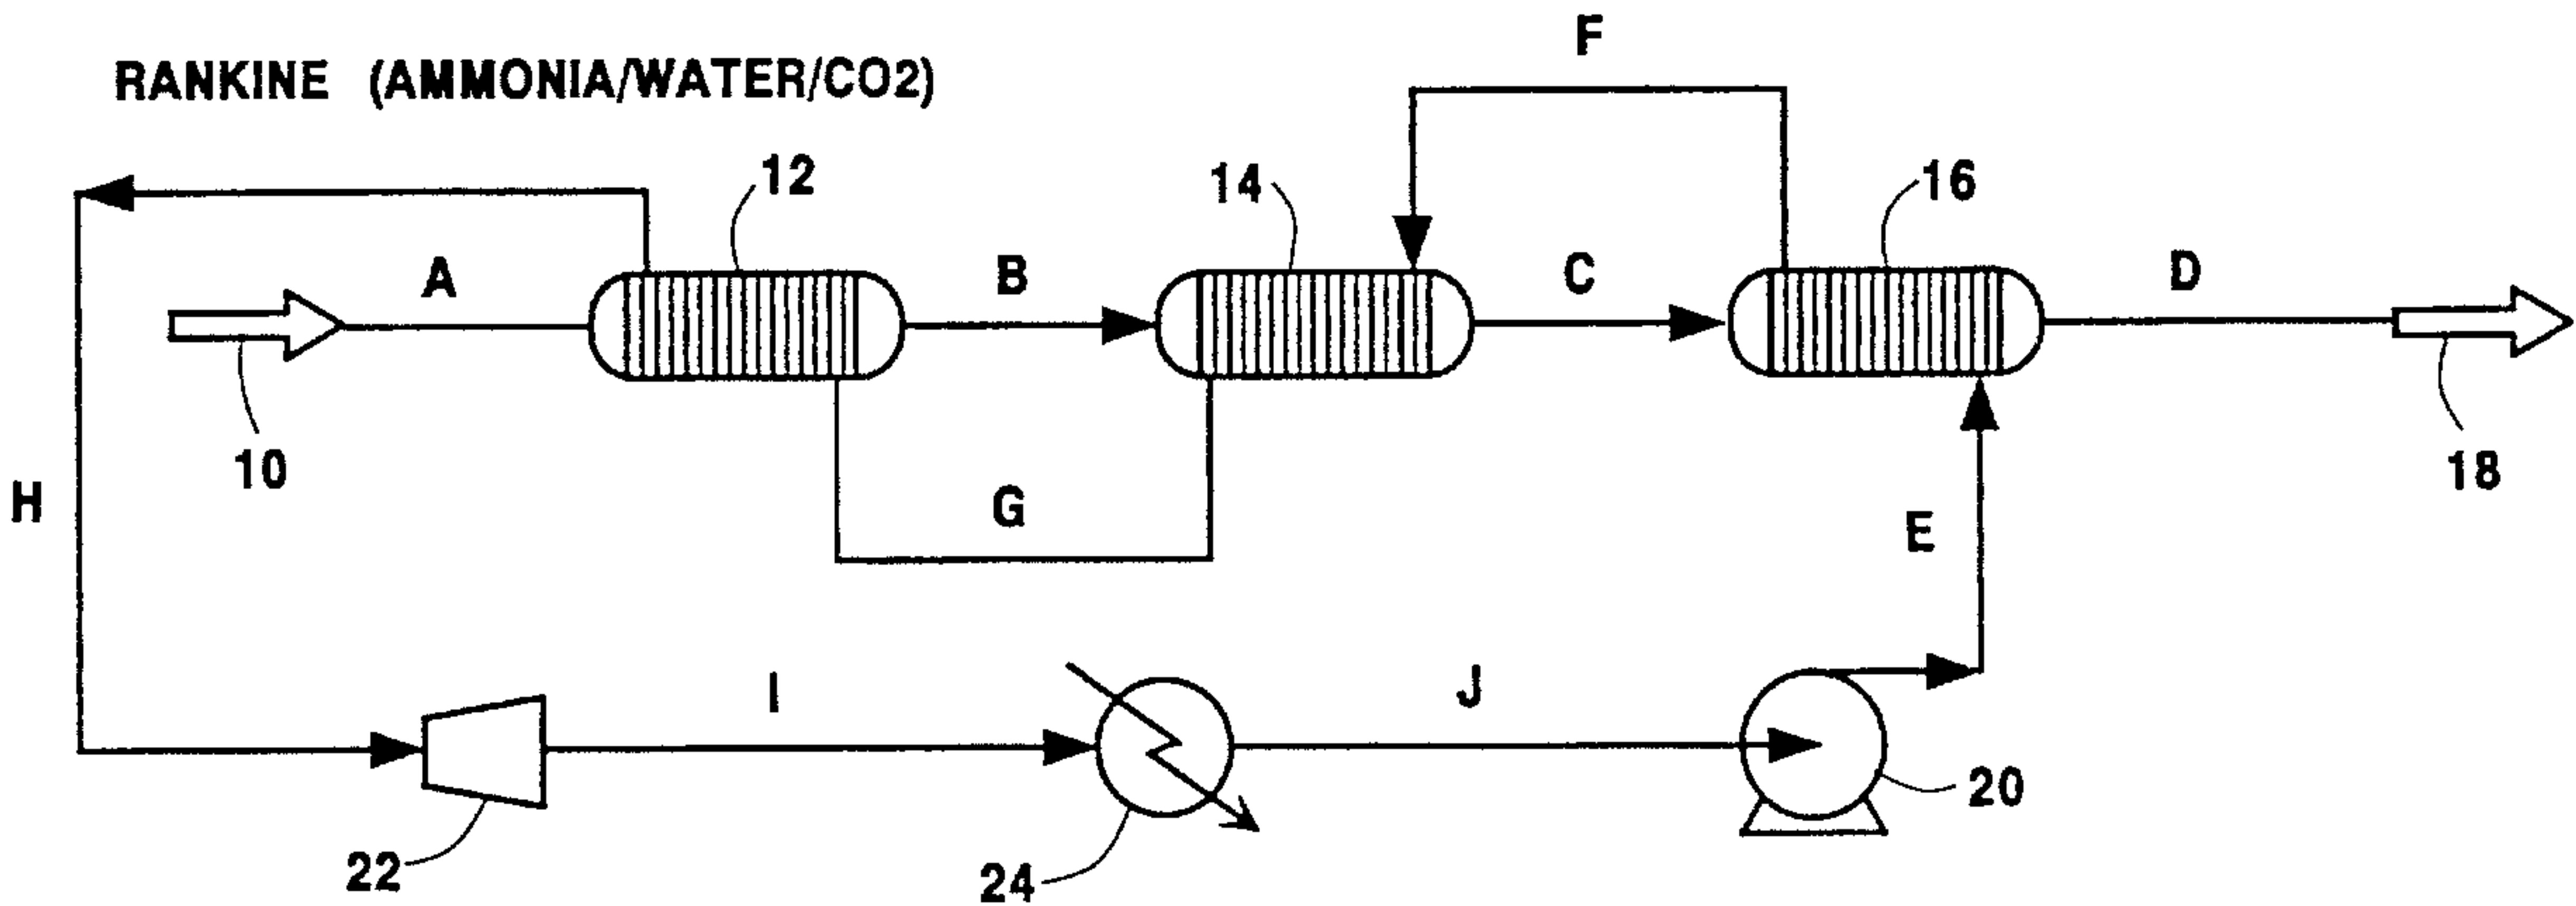 F
RANKINE (AMMONIA/WATER/CO2)
12
14
16
A
B
C
D
10
18
H
G
E
I
J
20
22
24